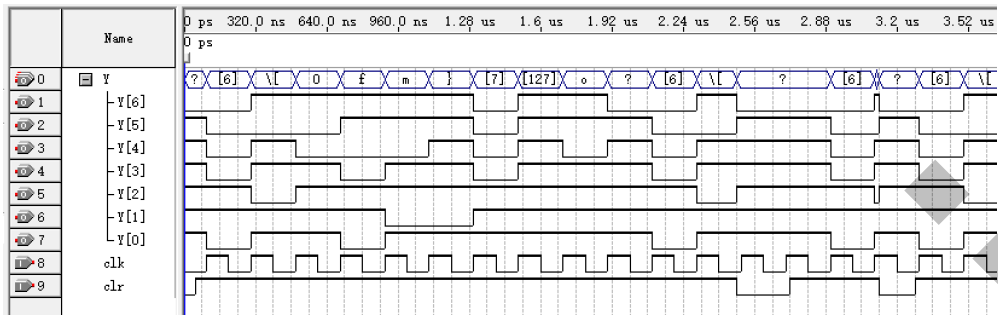 0 ps 320.0 ns 640.0 ns 960.0 ns 1.28 us 1.6 us 1.92 us 2.24 us 2.56 us 2.88 us 3.2 us 3.52 us
Name
0 ps
0 Y ? [6] \[ O f m } [7] [127] o ? [6] \[ ? [6] ? [6] \[
1 Y[6]
2 Y[5]
3 Y[4]
4 Y[3]
5 Y[2]
6 Y[1]
7 Y[0]
8 clk
9 clr